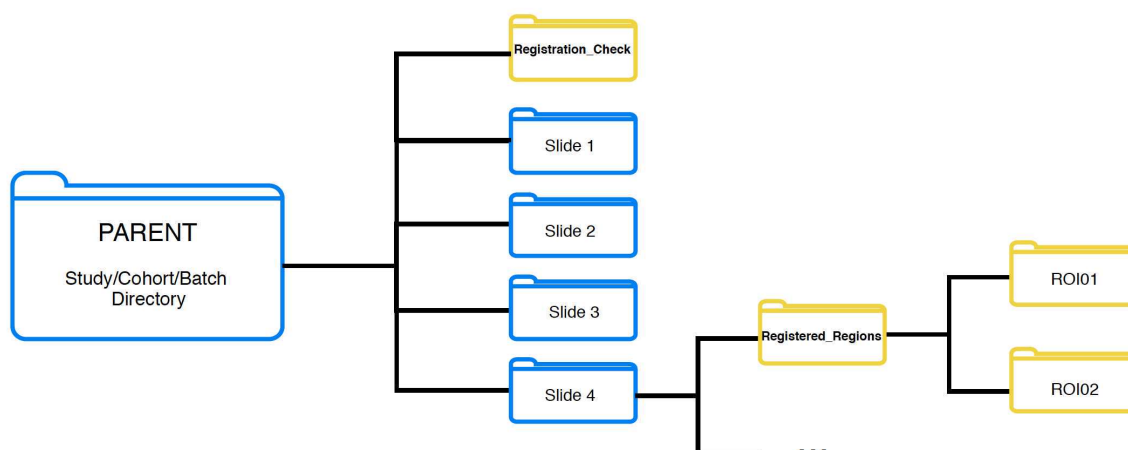 Registration_Check
Slide 1
PARENT
Slide 2
Study/Cohort/Batch
Directory
ROI01
Slide 3
Registered_Regions
Slide 4
ROI02